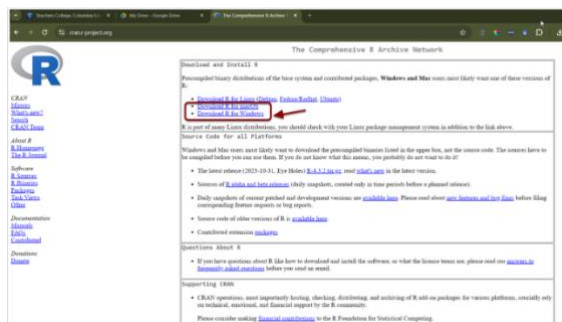 Teachers College, Columbia Un
My Drive - Google Drive
The Comprehensive R Archive N
cran.r-project.org
The Comprehensive R Archive Network
R
CRAN
Mirrors
What's new?
Search
CRAN Team
About R
R Homepage
The R Journal
Software
R Sources
R Binaries
Packages
Task Views
Other
Documentation
Manuals
FAQs
Contributed
Donations
Donate
Download and Install R
Precompiled binary distributions of the base system and contributed packages, Windows and Mac users most likely want one of these versions of
R:
Download R for Linux (Debian, Fedora/Redhat, Ubuntu)
Download R for macOS
Download R for Windows
R is part of many Linux distributions, you should check with your Linux package management system in addition to the link above.
Source Code for all Platforms
Windows and Mac users most likely want to download the precompiled binaries listed in the upper box, not the source code. The sources have to
be compiled before you can use them. If you do not know what this means, you probably do not want to do it!
The latest release (2023-10-31, Eye Holes) R-4.3.2.tar.gz, read what's new in the latest version.
Sources of R alpha and beta releases (daily snapshots, created only in time periods before a planned release).
Daily snapshots of current patched and development versions are available here. Please read about new features and bug fixes before filing
corresponding feature requests or bug reports.
Source code of older versions of R is available here.
Contributed extension packages
Questions About R
If you have questions about R like how to download and install the software, or what the license terms are, please read our answers to
frequently asked questions before you send an email.
Supporting CRAN
CRAN operations, most importantly hosting, checking, distributing, and archiving of R add-on packages for various platforms, crucially rely
on technical, emotional, and financial support by the R community.
Please consider making financial contributions to the R Foundation for Statistical Computing.